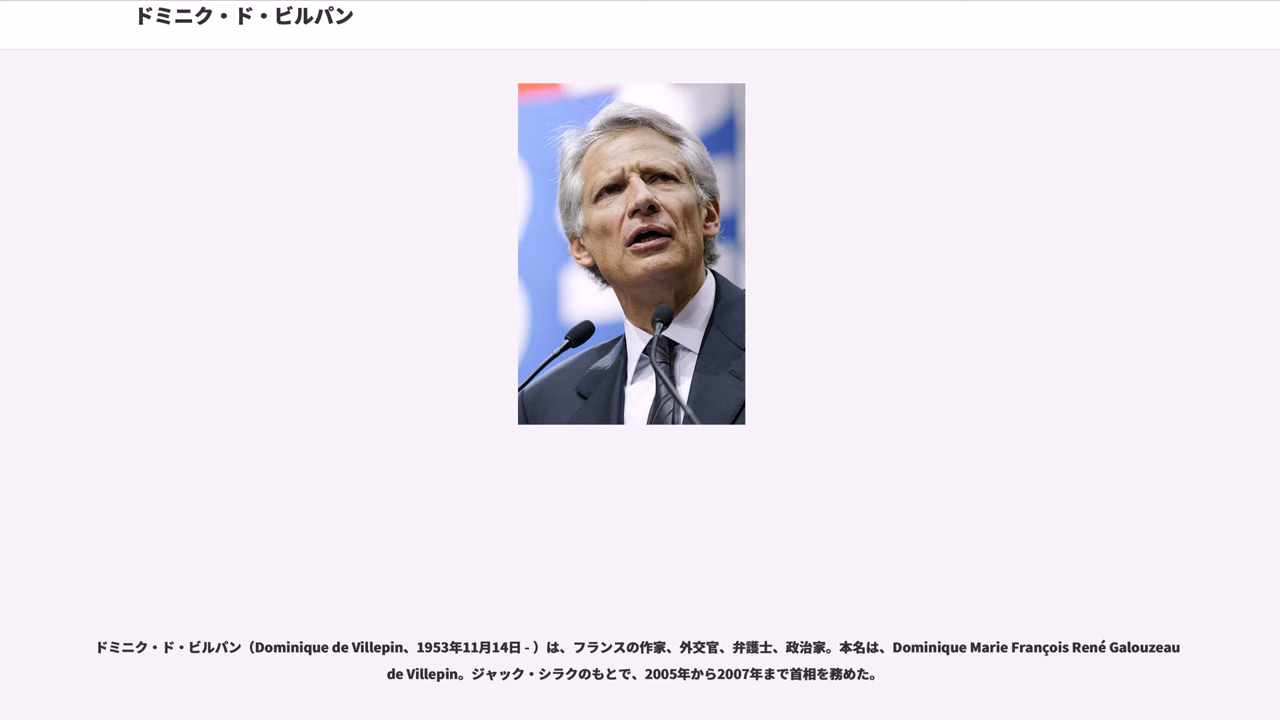 ドミニク・ド・ビルパン
ドミニク・ド・ビルパン（Dominique de Villepin、1953年11月14日 - ）は、フランスの作家、外交官、弁護士、政治家。本名は、Dominique Marie François René Galouzeau
de Villepin。ジャック・シラクのもとで、2005年から2007年まで首相を務めた。